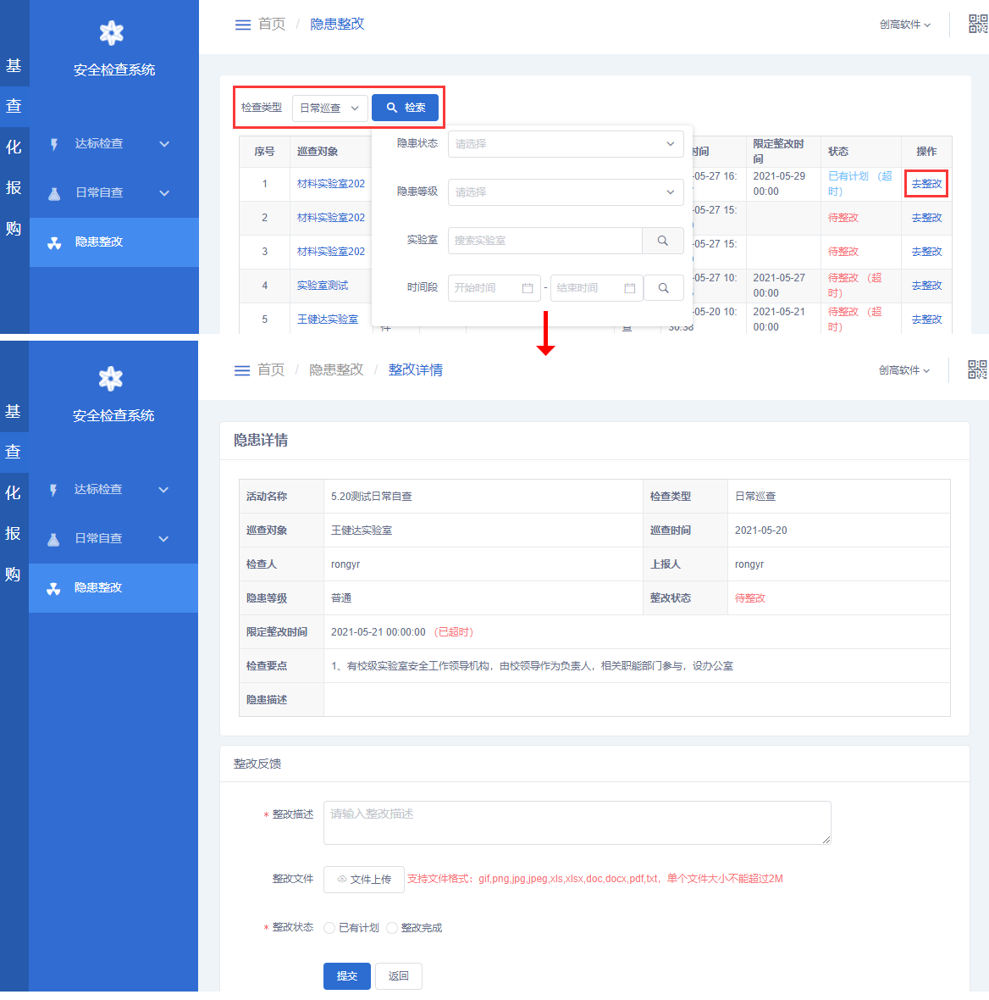 基
查
化
报
购
安全检查系统
达标检查
日常自查
隐患整改
首页 / 隐患整改
创高软件
检查类型 日常巡查 检索
隐患状态 请选择
隐患等级 请选择
实验室 搜索实验室
时间段 开始时间 - 结束时间
序号 巡查对象 时间 限定整改时间 状态 操作
1 材料实验室202 -05-27 16: 2021-05-29 00:00 已有计划 （超时） 去整改
2 材料实验室202 -05-27 15: 待整改 去整改
3 材料实验室202 -05-27 15: 待整改 去整改
4 实验室测试 -05-27 10: 2021-05-27 00:00 待整改 （超时） 去整改
5 王健达实验室 件 查 -05-20 10: 30:38 2021-05-21 00:00 待整改 （超时） 去整改
基
查
化
报
购
安全检查系统
达标检查
日常自查
隐患整改
首页 / 隐患整改 / 整改详情
创高软件
隐患详情
活动名称 5.20测试日常自查 检查类型 日常巡查
巡查对象 王健达实验室 巡查时间 2021-05-20
检查人 rongyr 上报人 rongyr
隐患等级 普通 整改状态 待整改
限定整改时间 2021-05-21 00:00:00 （已超时）
检查要点 1、有校级实验室安全工作领导机构，由校领导作为负责人，相关职能部门参与，设办公室
隐患描述
整改反馈
* 整改描述 请输入整改描述
整改文件 文件上传 支持文件格式：gif,png,jpg,jpeg,xls,xlsx,doc,docx,pdf,txt，单个文件大小不能超过2M
* 整改状态 已有计划 整改完成
提交 返回